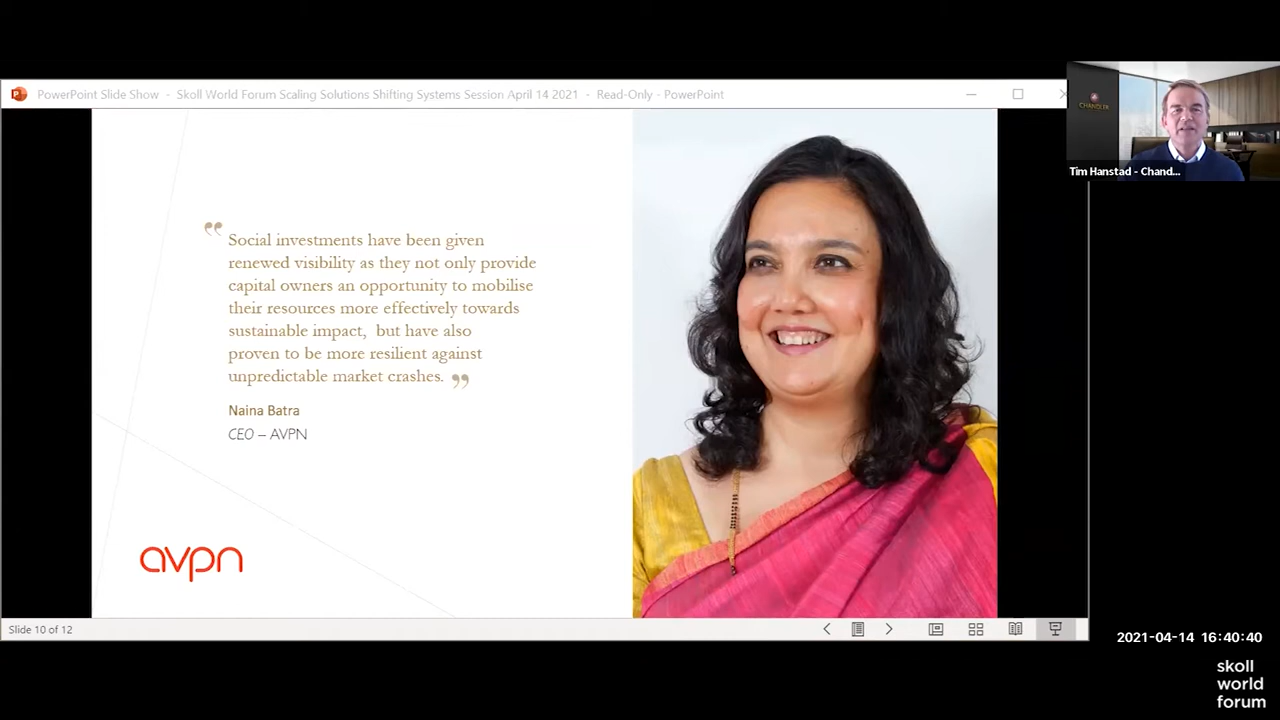 PowerPoint Slide Show - Skoll World Forum Scaling Solutions Shifting Systems Session April 14 2021 - Read-Only - PowerPoint
CHANDLER
Tim Hanstad - Chand...
“
Social investments have been given
renewed visibility as they not only provide
capital owners an opportunity to mobilise
their resources more effectively towards
sustainable impact, but have also
proven to be more resilient against
unpredictable market crashes. ”
Naina Batra
CEO – AVPN
avpn
Slide 10 of 12
2021-04-14 16:40:40
skoll
world
forum